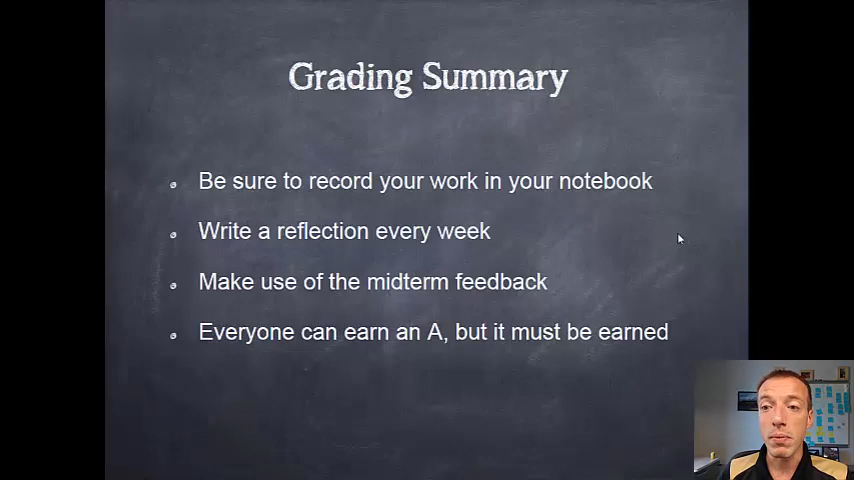 Grading Summary
Be sure to record your work in your notebook
Write a reflection every week
Make use of the midterm feedback
Everyone can earn an A, but it must be earned